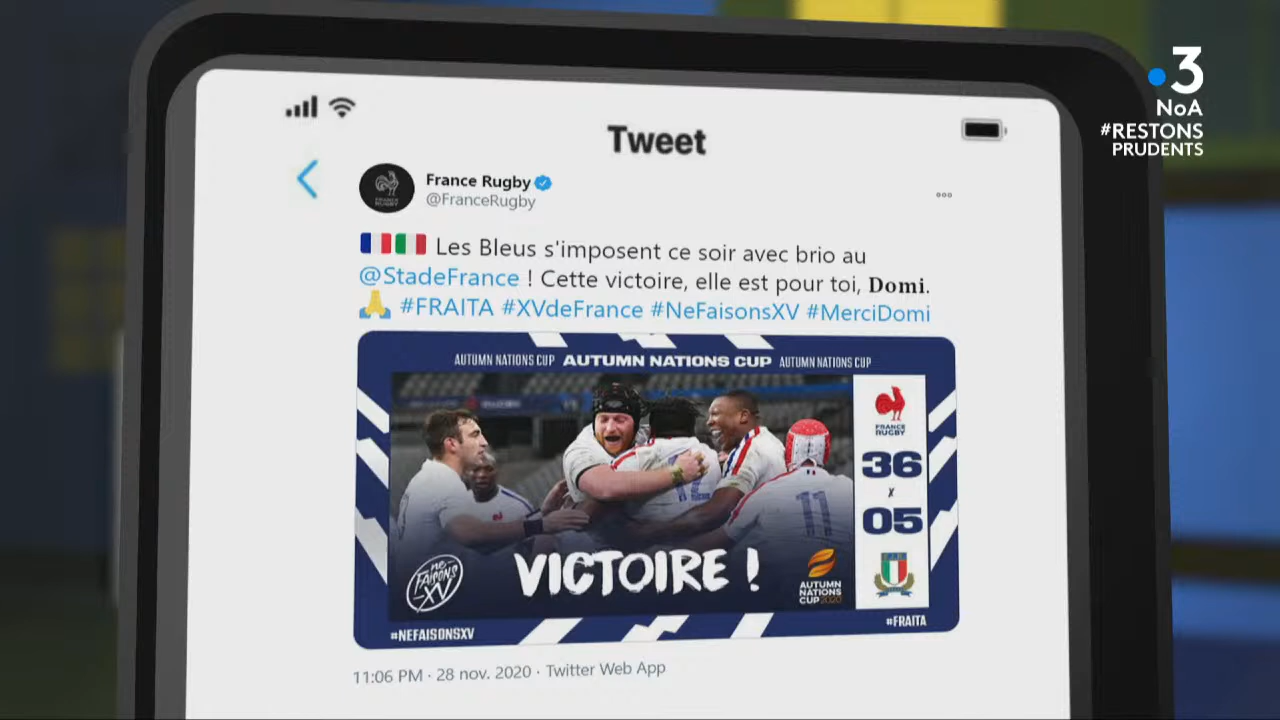 3
NoA
#RESTONS
PRUDENTS
Tweet
France Rugby
@FranceRugby
Les Bleus s'imposent ce soir avec brio au
@StadeFrance ! Cette victoire, elle est pour toi, Domi.
#FRAITA #XVdeFrance #NeFaisonsXV #MerciDomi
AUTUMN NATIONS CUP AUTUMN NATIONS CUP AUTUMN NATIONS CUP
FRANCE
RUGBY
36
x
05
11
ne
FAISONS
XV
VICTOIRE !
AUTUMN
NATIONS
CUP2020
#NEFAISONSXV
#FRAITA
11:06 PM · 28 nov. 2020 · Twitter Web App